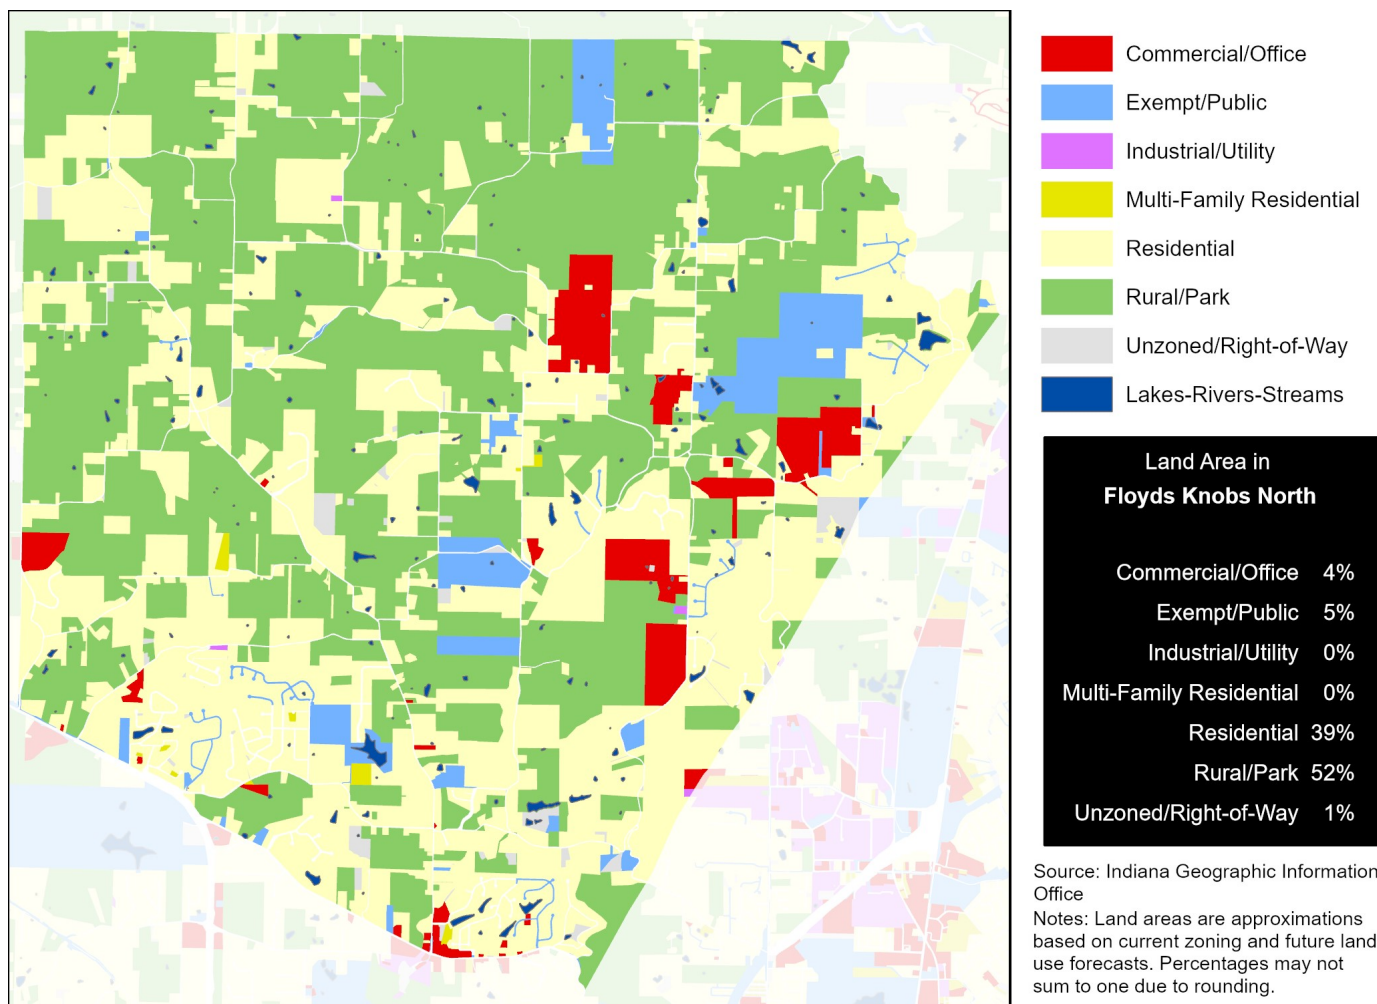 Commercial/Office
Exempt/Public
Industrial/Utility
Multi-Family Residential
Residential
Rural/Park
Unzoned/Right-of-Way
Lakes-Rivers-Streams
Land Area in
Floyds Knobs North
Commercial/Office 4%
Exempt/Public 5%
Industrial/Utility 0%
Multi-Family Residential 0%
Residential 39%
Rural/Park 52%
Unzoned/Right-of-Way 1%
Source: Indiana Geographic Information
Office
Notes: Land areas are approximations
based on current zoning and future land
use forecasts. Percentages may not
sum to one due to rounding.